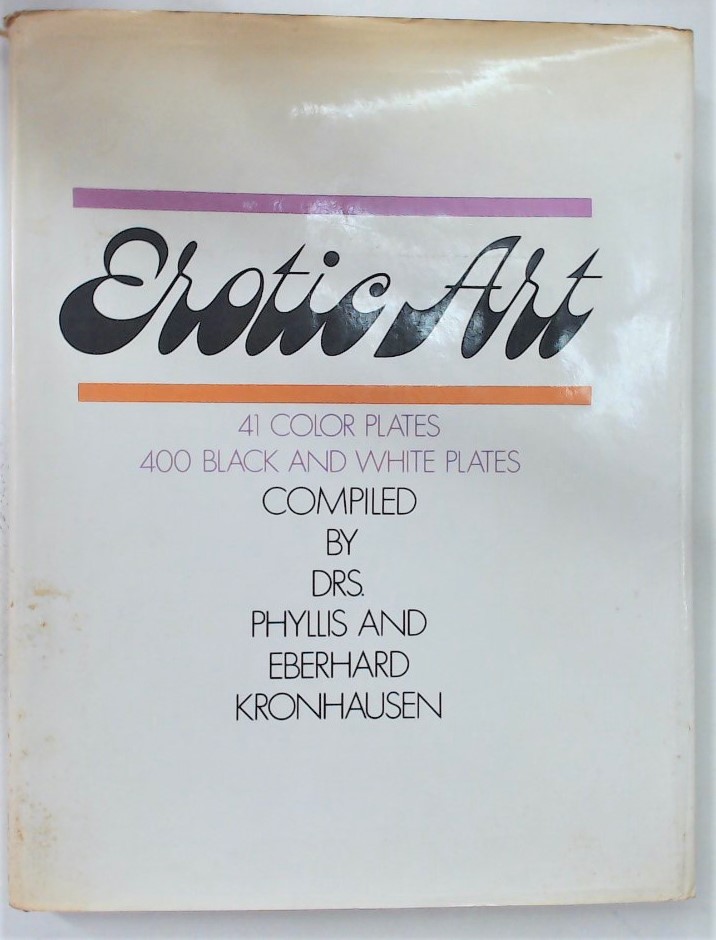 Erotic Art
41 COLOR PLATES
400 BLACK AND WHITE PLATES
COMPILED
BY
DRS.
PHYLLIS AND
EBERHARD
KRONHAUSEN